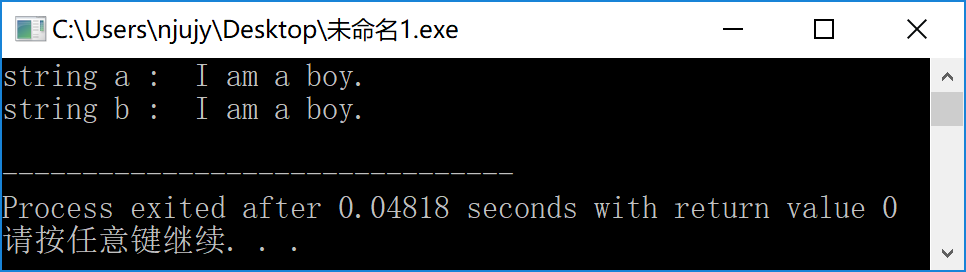 C:\Users\njujy\Desktop\未命名1.exe
string a :  I am a boy.
string b :  I am a boy.
--------------------------------
Process exited after 0.04818 seconds with return value 0
请按任意键继续. . .